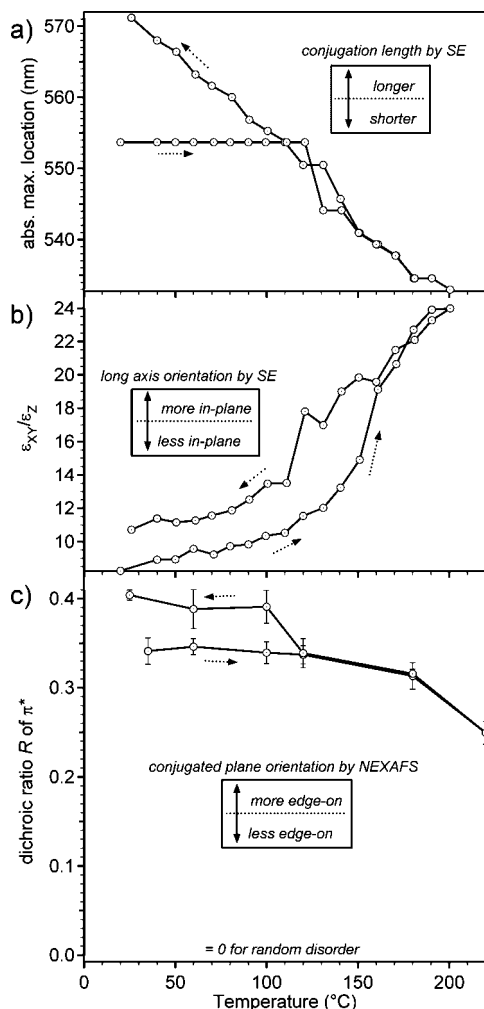 a)
570
560
550
540
abs. max. location (nm)
conjugation length by SE
longer
shorter
b)
24
22
20
18
16
14
12
10
εXY/εZ
long axis orientation by SE
more in-plane
less in-plane
c)
0.4
0.3
0.2
0.1
0.0
dichroic ratio R of π*
conjugated plane orientation by NEXAFS
more edge-on
less edge-on
= 0 for random disorder
0 50 100 150 200
Temperature (°C)